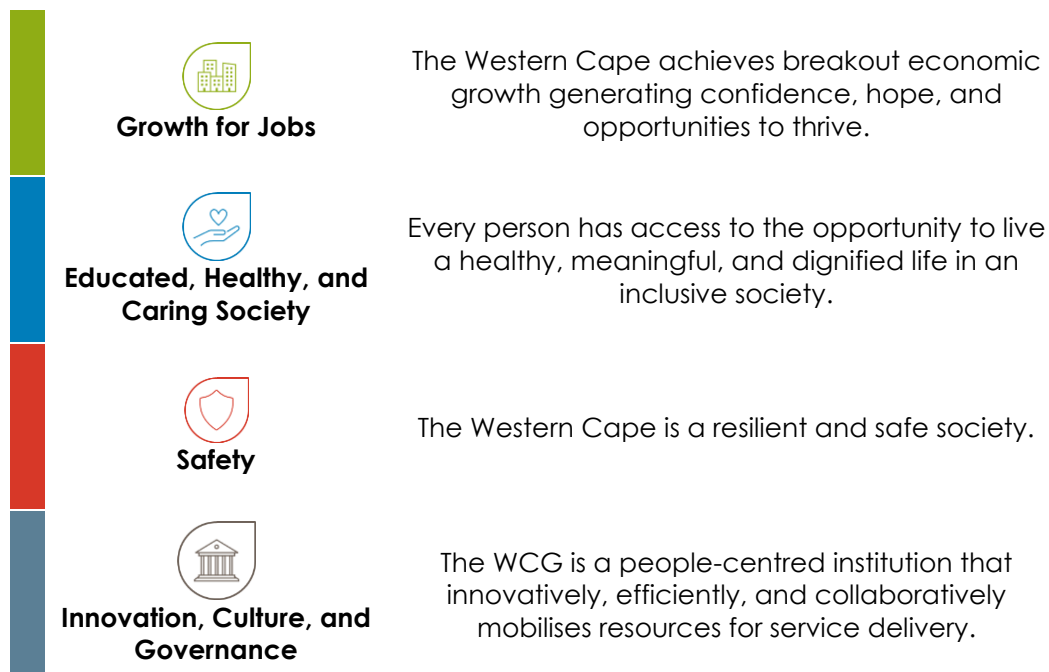 Growth for Jobs
The Western Cape achieves breakout economic
growth generating confidence, hope, and
opportunities to thrive.
Educated, Healthy, and
Caring Society
Every person has access to the opportunity to live
a healthy, meaningful, and dignified life in an
inclusive society.
Safety
The Western Cape is a resilient and safe society.
Innovation, Culture, and
Governance
The WCG is a people-centred institution that
innovatively, efficiently, and collaboratively
mobilises resources for service delivery.